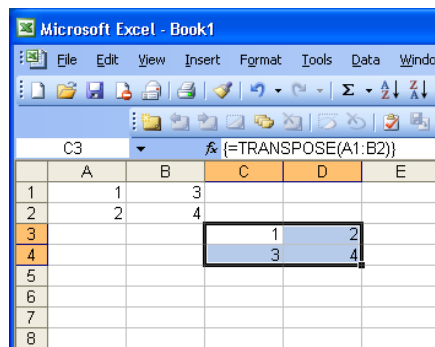 Microsoft Excel - Book1
File Edit View Insert Format Tools Data
C3 fx {=TRANSPOSE(A1:B2)}
A B C D E
1 1 3
2 2 4
3 1 2
4 3 4
5
6
7
8